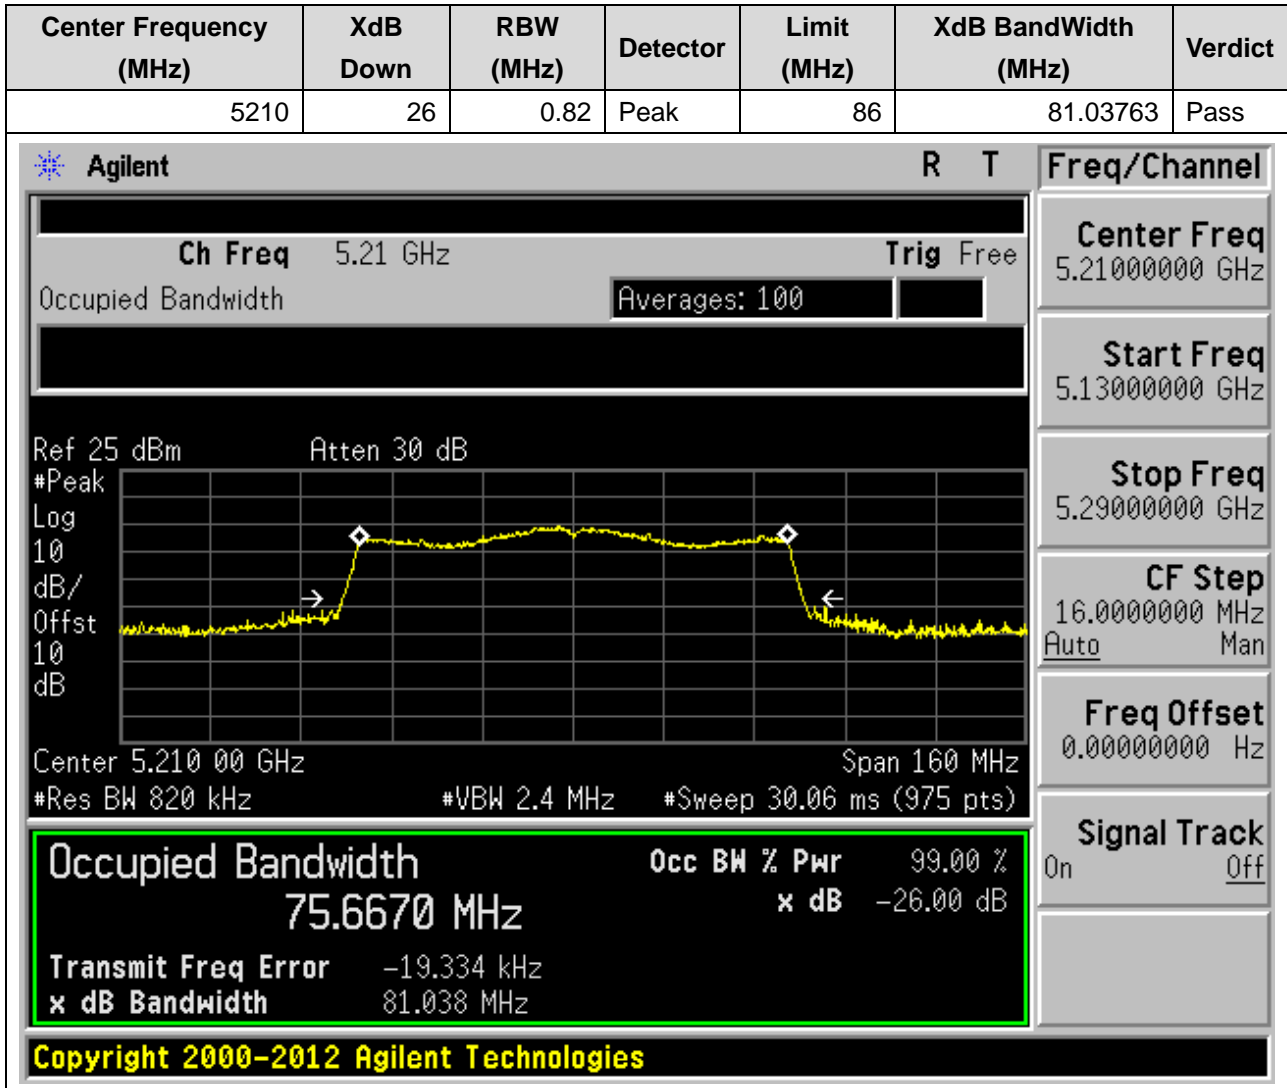 Center Frequency (MHz) XdB Down RBW (MHz) Detector Limit (MHz) XdB BandWidth (MHz) Verdict
5210 26 0.82 Peak 86 81.03763 Pass
Agilent R T
Ch Freq 5.21 GHz Trig Free
Occupied Bandwidth Averages: 100
Ref 25 dBm Atten 30 dB
#Peak
Log
10
dB/
Offst
10
dB
Center 5.210 00 GHz Span 160 MHz
#Res BW 820 kHz #VBW 2.4 MHz #Sweep 30.06 ms (975 pts)
Occupied Bandwidth Occ BW % Pwr 99.00 %
75.6670 MHz x dB -26.00 dB
Transmit Freq Error -19.334 kHz
x dB Bandwidth 81.038 MHz
Copyright 2000-2012 Agilent Technologies
Freq/Channel
Center Freq
5.21000000 GHz
Start Freq
5.13000000 GHz
Stop Freq
5.29000000 GHz
CF Step
16.0000000 MHz
Auto Man
Freq Offset
0.00000000 Hz
Signal Track
On Off